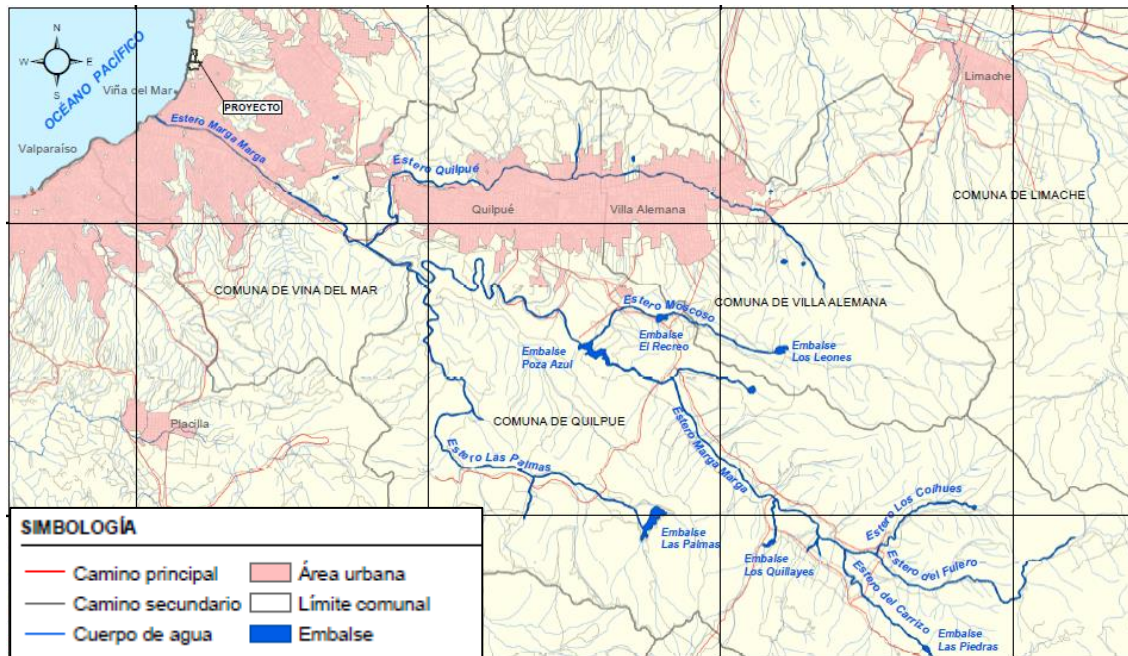 N
W
E
S
OCÉANO PACÍFICO
Viña del Mar
PROYECTO
Valparaíso
Estero Marga Marga
Estero Quilpué
Quilpué
Villa Alemana
Limache
COMUNA DE LIMACHE
COMUNA DE VINA DEL MAR
COMUNA DE VILLA ALEMANA
Estero Moscoso
Embalse
El Recreo
Embalse
Los Leones
Embalse
Poza Azul
COMUNA DE QUILPUE
Placilla
Estero Las Palmas
Estero Marga Marga
Embalse
Las Palmas
Embalse
Los Quillayes
Estero Los Coihues
Estero del Fulero
Estero del Carrizo
Embalse
Las Piedras
SIMBOLOGÍA
Camino principal
Área urbana
Camino secundario
Límite comunal
Cuerpo de agua
Embalse